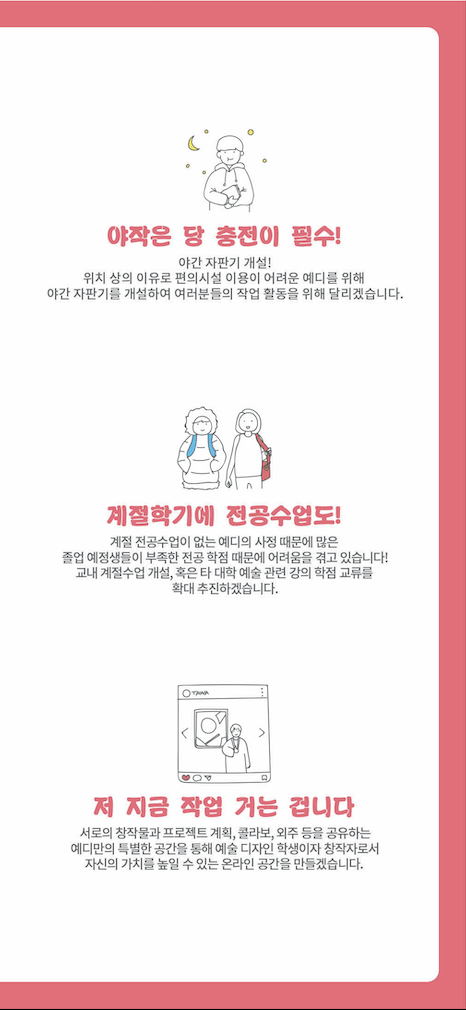 야작은 당 충전이 필수!
야간 자판기 개설!
위치 상의 이유로 편의시설 이용이 어려운 예디를 위해
야간 자판기를 개설하여 여러분들의 작업 활동을 위해 달리겠습니다.
계절학기에 전공수업도!
계절 전공수업이 없는 예디의 사정 때문에 많은
졸업 예정생들이 부족한 전공 학점 때문에 어려움을 겪고 있습니다!
교내 계절수업 개설, 혹은 타 대학 예술 관련 강의 학점 교류를
확대 추진하겠습니다.
저 지금 작업 거는 겁니다
서로의 창작물과 프로젝트 계획, 콜라보, 외주 등을 공유하는
예디만의 특별한 공간을 통해 예술 디자인 학생이자 창작자로서
자신의 가치를 높일 수 있는 온라인 공간을 만들겠습니다.